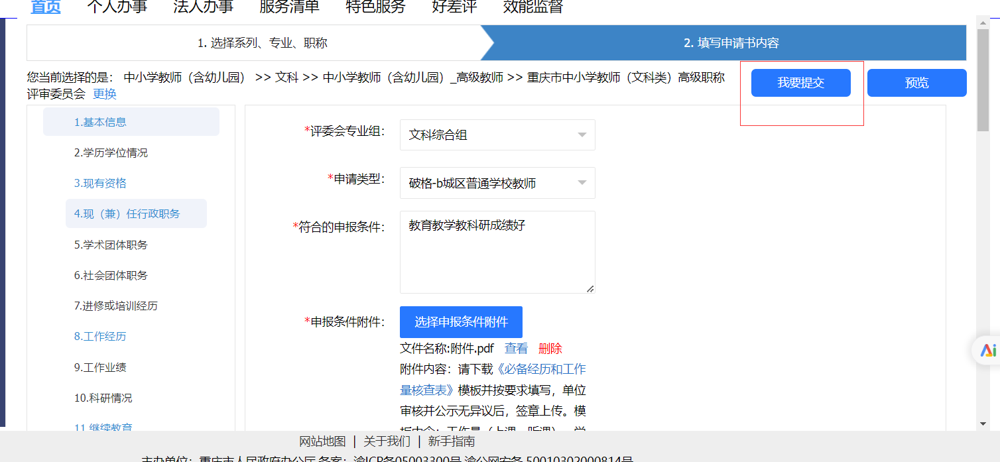 首页 个人办事 法人办事 服务清单 特色服务 好差评 效能监督
1. 选择系列、专业、职称
2. 填写申请书内容
您当前选择的是： 中小学教师（含幼儿园） >> 文科 >> 中小学教师（含幼儿园）_高级教师 >> 重庆市中小学教师（文科类）高级职称
评审委员会 更换
我要提交
预览
1.基本信息
2.学历学位情况
3.现有资格
4.现（兼）任行政职务
5.学术团体职务
6.社会团体职务
7.进修或培训经历
8.工作经历
9.工作业绩
10.科研情况
11.继续教育
*评委会专业组：
文科综合组
*申请类型：
破格-b城区普通学校教师
*符合的申报条件：
教育教学教科研成绩好
*申报条件附件：
选择申报条件附件
文件名称:附件.pdf 查看 删除
附件内容：请下载《必备经历和工作
量核查表》模板并按要求填写，单位
审核并公示无异议后，签章上传。模
板中含：工作量（上课、听课）、学
Ai
网站地图 | 关于我们 | 新手指南
主办单位：重庆市人民政府办公厅 备案：渝ICP备05003300号 渝公网安备 50010302000814号